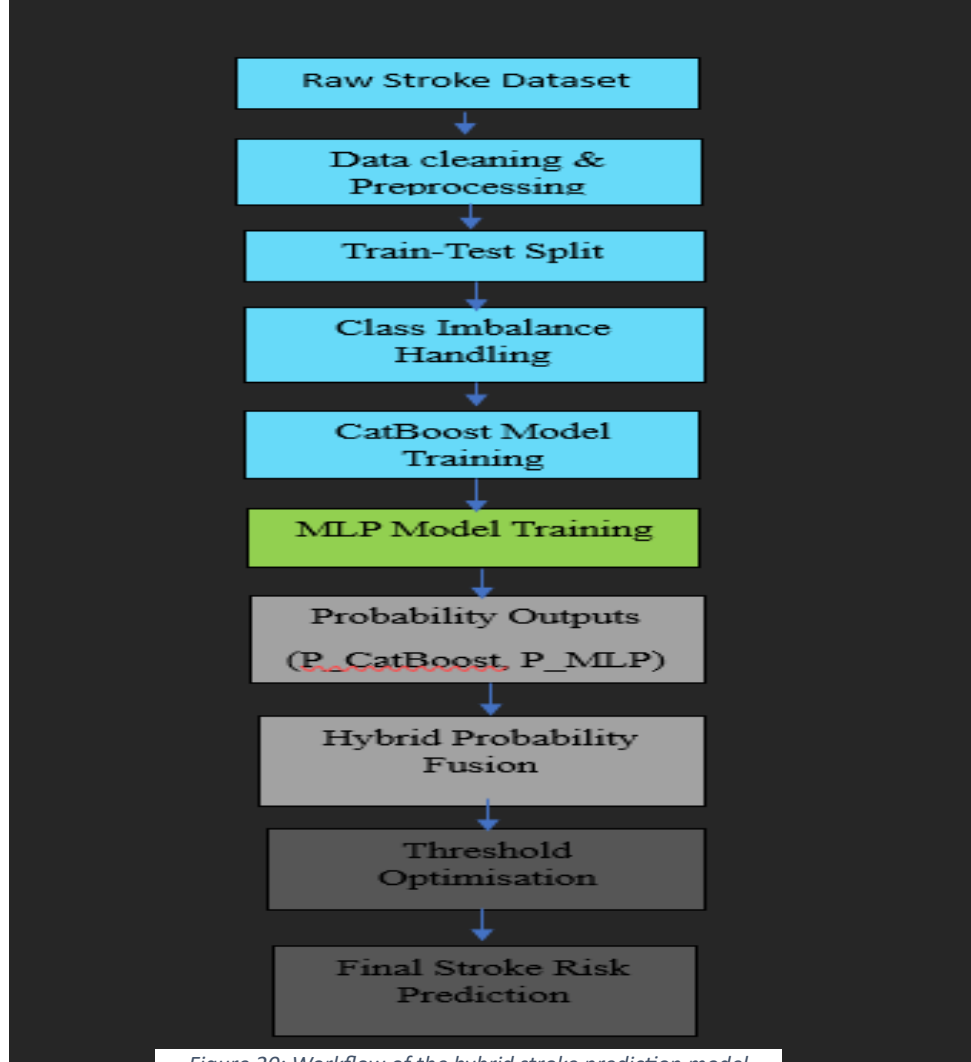 Raw Stroke Dataset
Data cleaning &
Preprocessing
Train-Test Split
Class Imbalance
Handling
CatBoost Model
Training
MLP Model Training
Probability Outputs
(P_CatBoost, P_MLP)
Hybrid Probability
Fusion
Threshold
Optimisation
Final Stroke Risk
Prediction
Workflow of the hybrid stroke prediction model